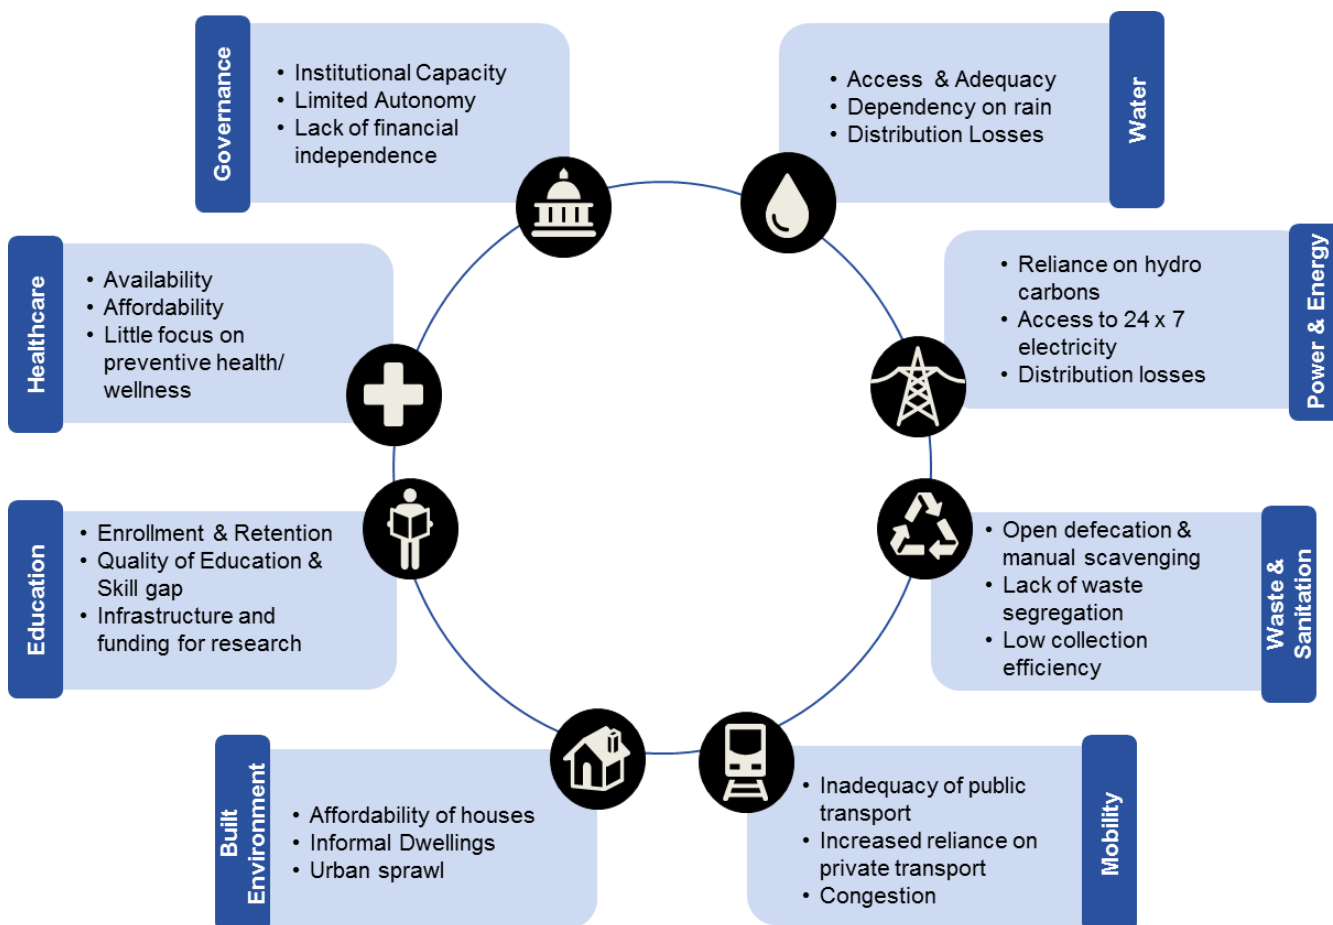 Governance
• Institutional Capacity
• Limited Autonomy
• Lack of financial
independence
Water
• Access & Adequacy
• Dependency on rain
• Distribution Losses
Healthcare
• Availability
• Affordability
• Little focus on
preventive health/
wellness
Power & Energy
• Reliance on hydro
carbons
• Access to 24 x 7
electricity
• Distribution losses
Education
• Enrollment & Retention
• Quality of Education &
Skill gap
• Infrastructure and
funding for research
Waste &
Sanitation
• Open defecation &
manual scavenging
• Lack of waste
segregation
• Low collection
efficiency
Built
Environment
• Affordability of houses
• Informal Dwellings
• Urban sprawl
Mobility
• Inadequacy of public
transport
• Increased reliance on
private transport
• Congestion